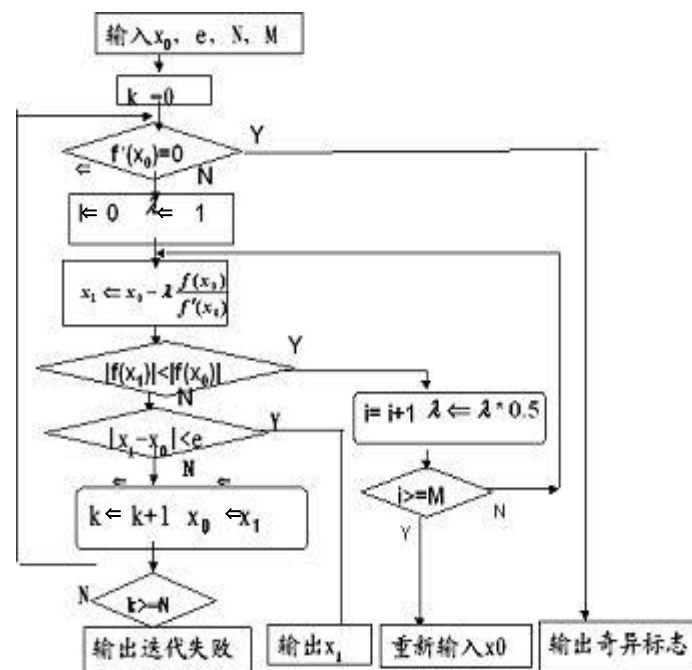 输入x₀, e, N, M
k =0
f'(x₀)=0
Y
⇐
N
i⇐ 0 λ⇐ 1
x₁ ⇐ x₀ - λ f(x₀)/f'(x₀)
|f(x₁)|<|f(x₀)|
Y
N
i= i+1 λ ⇐ λ*0.5
|x₁-x₀|<e
Y
N
⇐ ⇐
k⇐ k+1 x₀ ⇐x₁
i>=M
N
Y
N
k>=N
输出迭代失败
输出x₁
重新输入x0
输出奇异标志